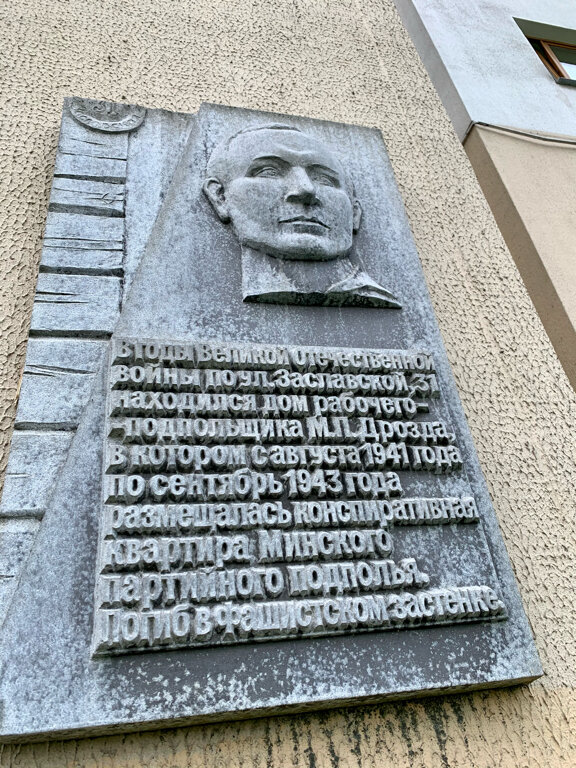 В годы Великой Отечественной
войны по ул. Заславской, 31
находился дом рабочего-
-подпольщика М.П. Дрозда,
в котором с августа 1941 года
по сентябрь 1943 года
размещалась конспиративная
квартира Минского
партийного подполья.
Погиб в фашистском застенке.